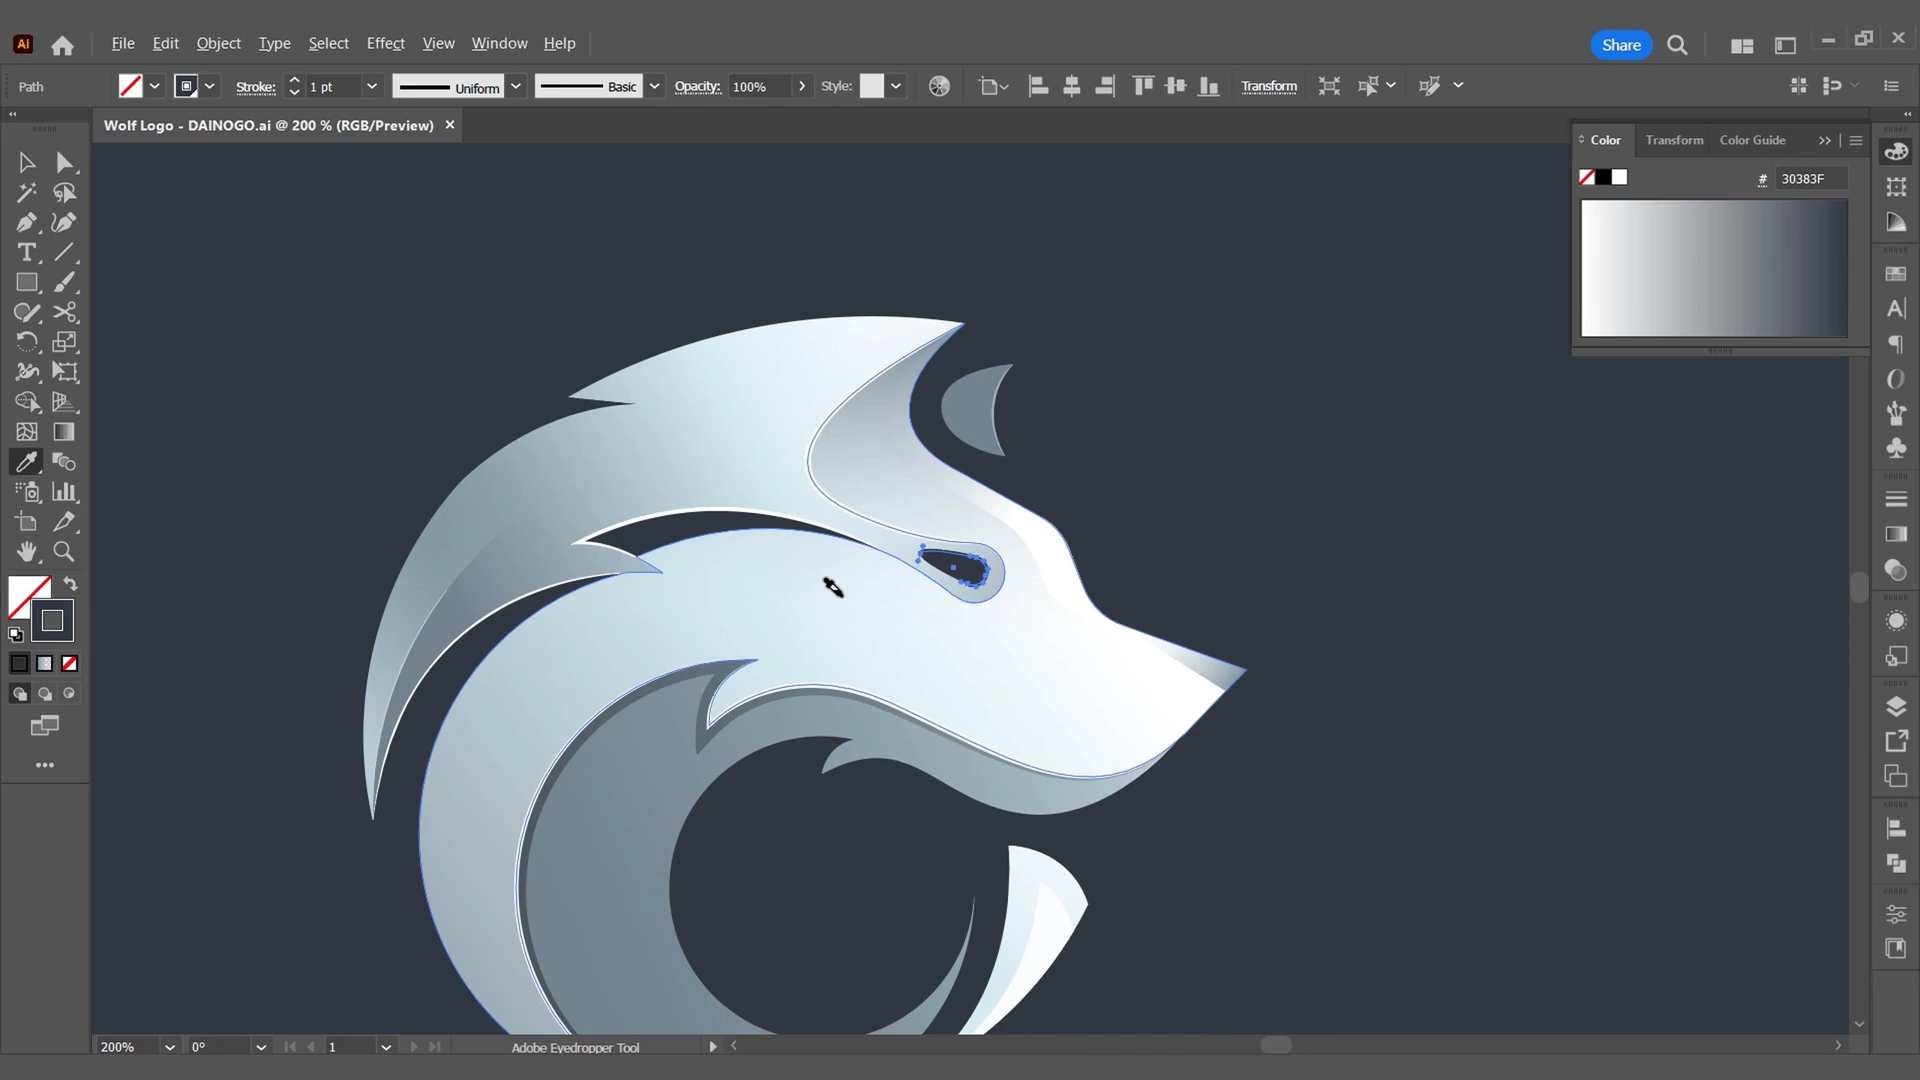 Ai File Edit Object Type Select Effect View Window Help Share
Path Stroke: 1 pt Uniform Basic Opacity: 100% Style: Transform
Wolf Logo - DAINOGO.ai @ 200 % (RGB/Preview)
Color Transform Color Guide
# 30383F
200% 0° 1 Adobe Eyedropper Tool